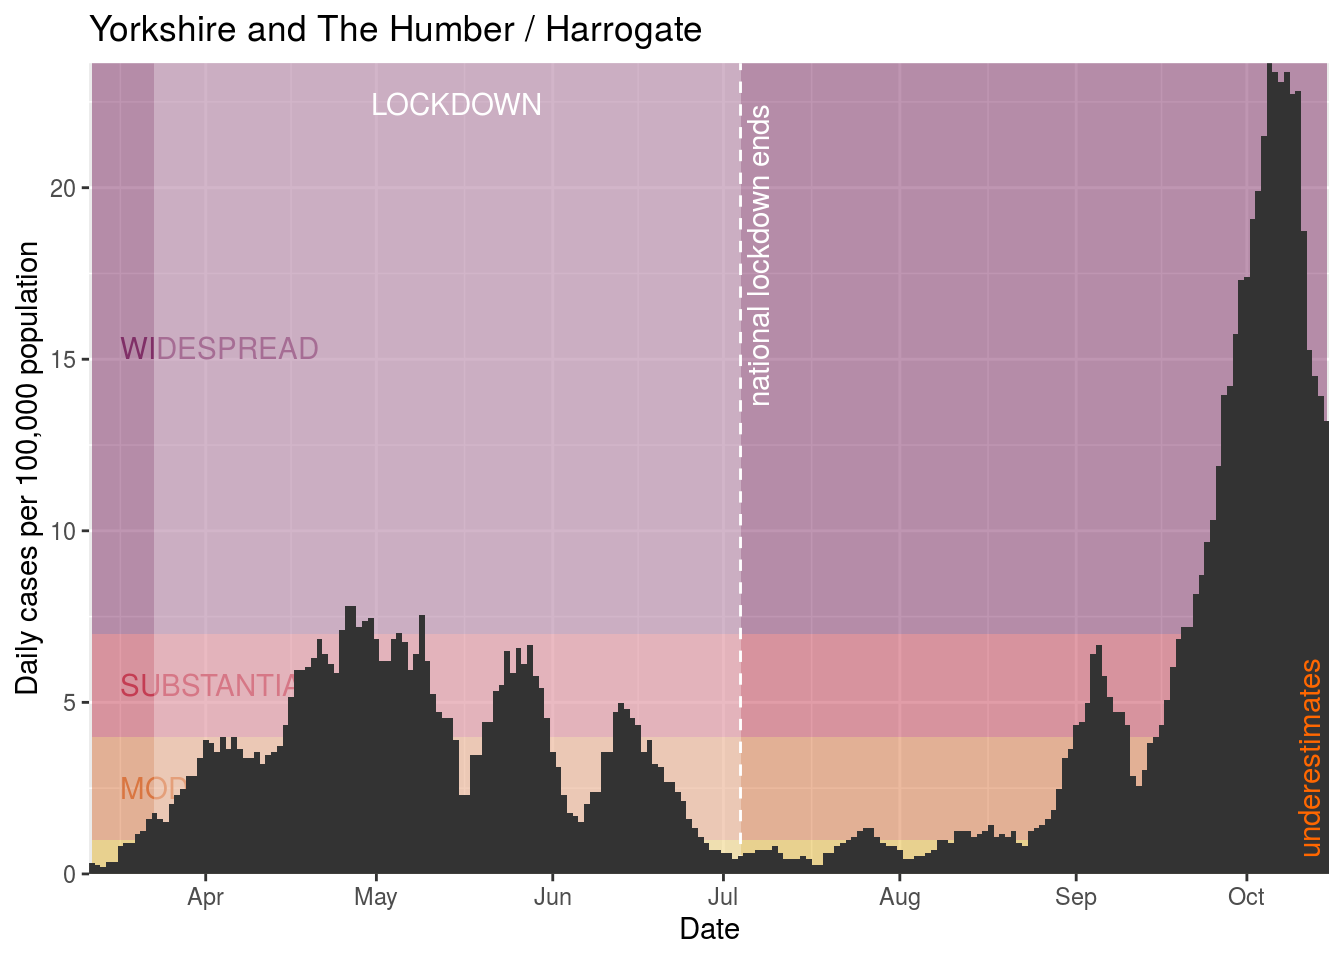 Yorkshire and The Humber / Harrogate
LOCKDOWN
national lockdown ends
WIDESPREAD
SUBSTANTIA
MOD
underestimates
Daily cases per 100,000 population
20
15
10
5
0
Apr
May
Jun
Jul
Aug
Sep
Oct
Date